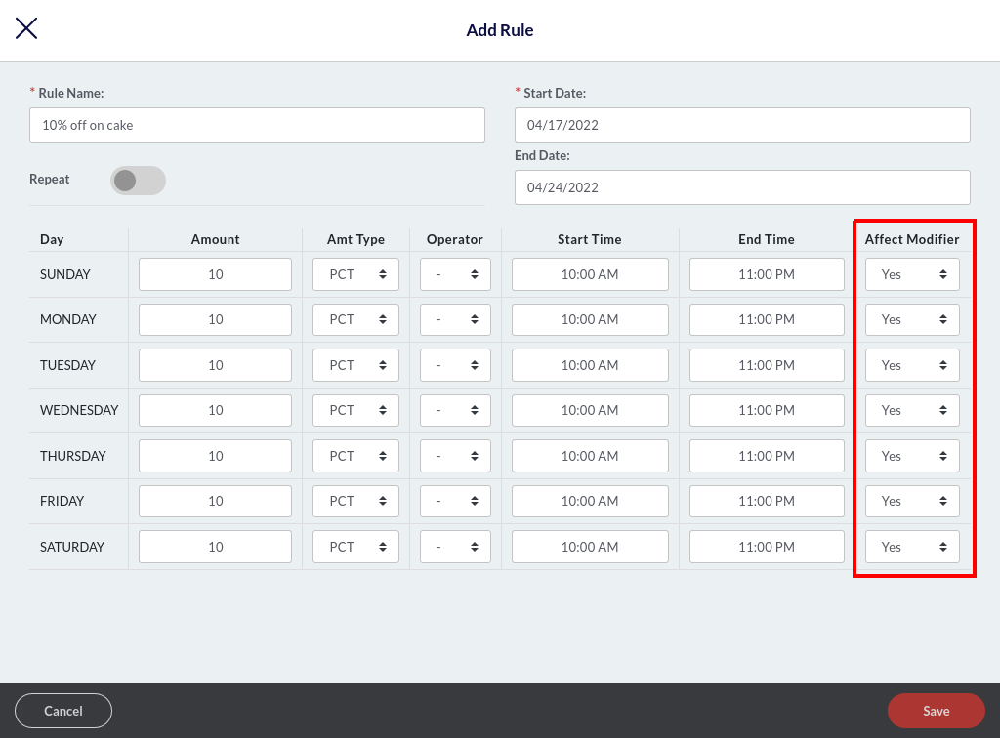 Add Rule
* Rule Name:
10% off on cake
* Start Date:
04/17/2022
End Date:
04/24/2022
Repeat
Day Amount Amt Type Operator Start Time End Time Affect Modifier
SUNDAY 10 PCT - 10:00 AM 11:00 PM Yes
MONDAY 10 PCT - 10:00 AM 11:00 PM Yes
TUESDAY 10 PCT - 10:00 AM 11:00 PM Yes
WEDNESDAY 10 PCT - 10:00 AM 11:00 PM Yes
THURSDAY 10 PCT - 10:00 AM 11:00 PM Yes
FRIDAY 10 PCT - 10:00 AM 11:00 PM Yes
SATURDAY 10 PCT - 10:00 AM 11:00 PM Yes
Cancel Save